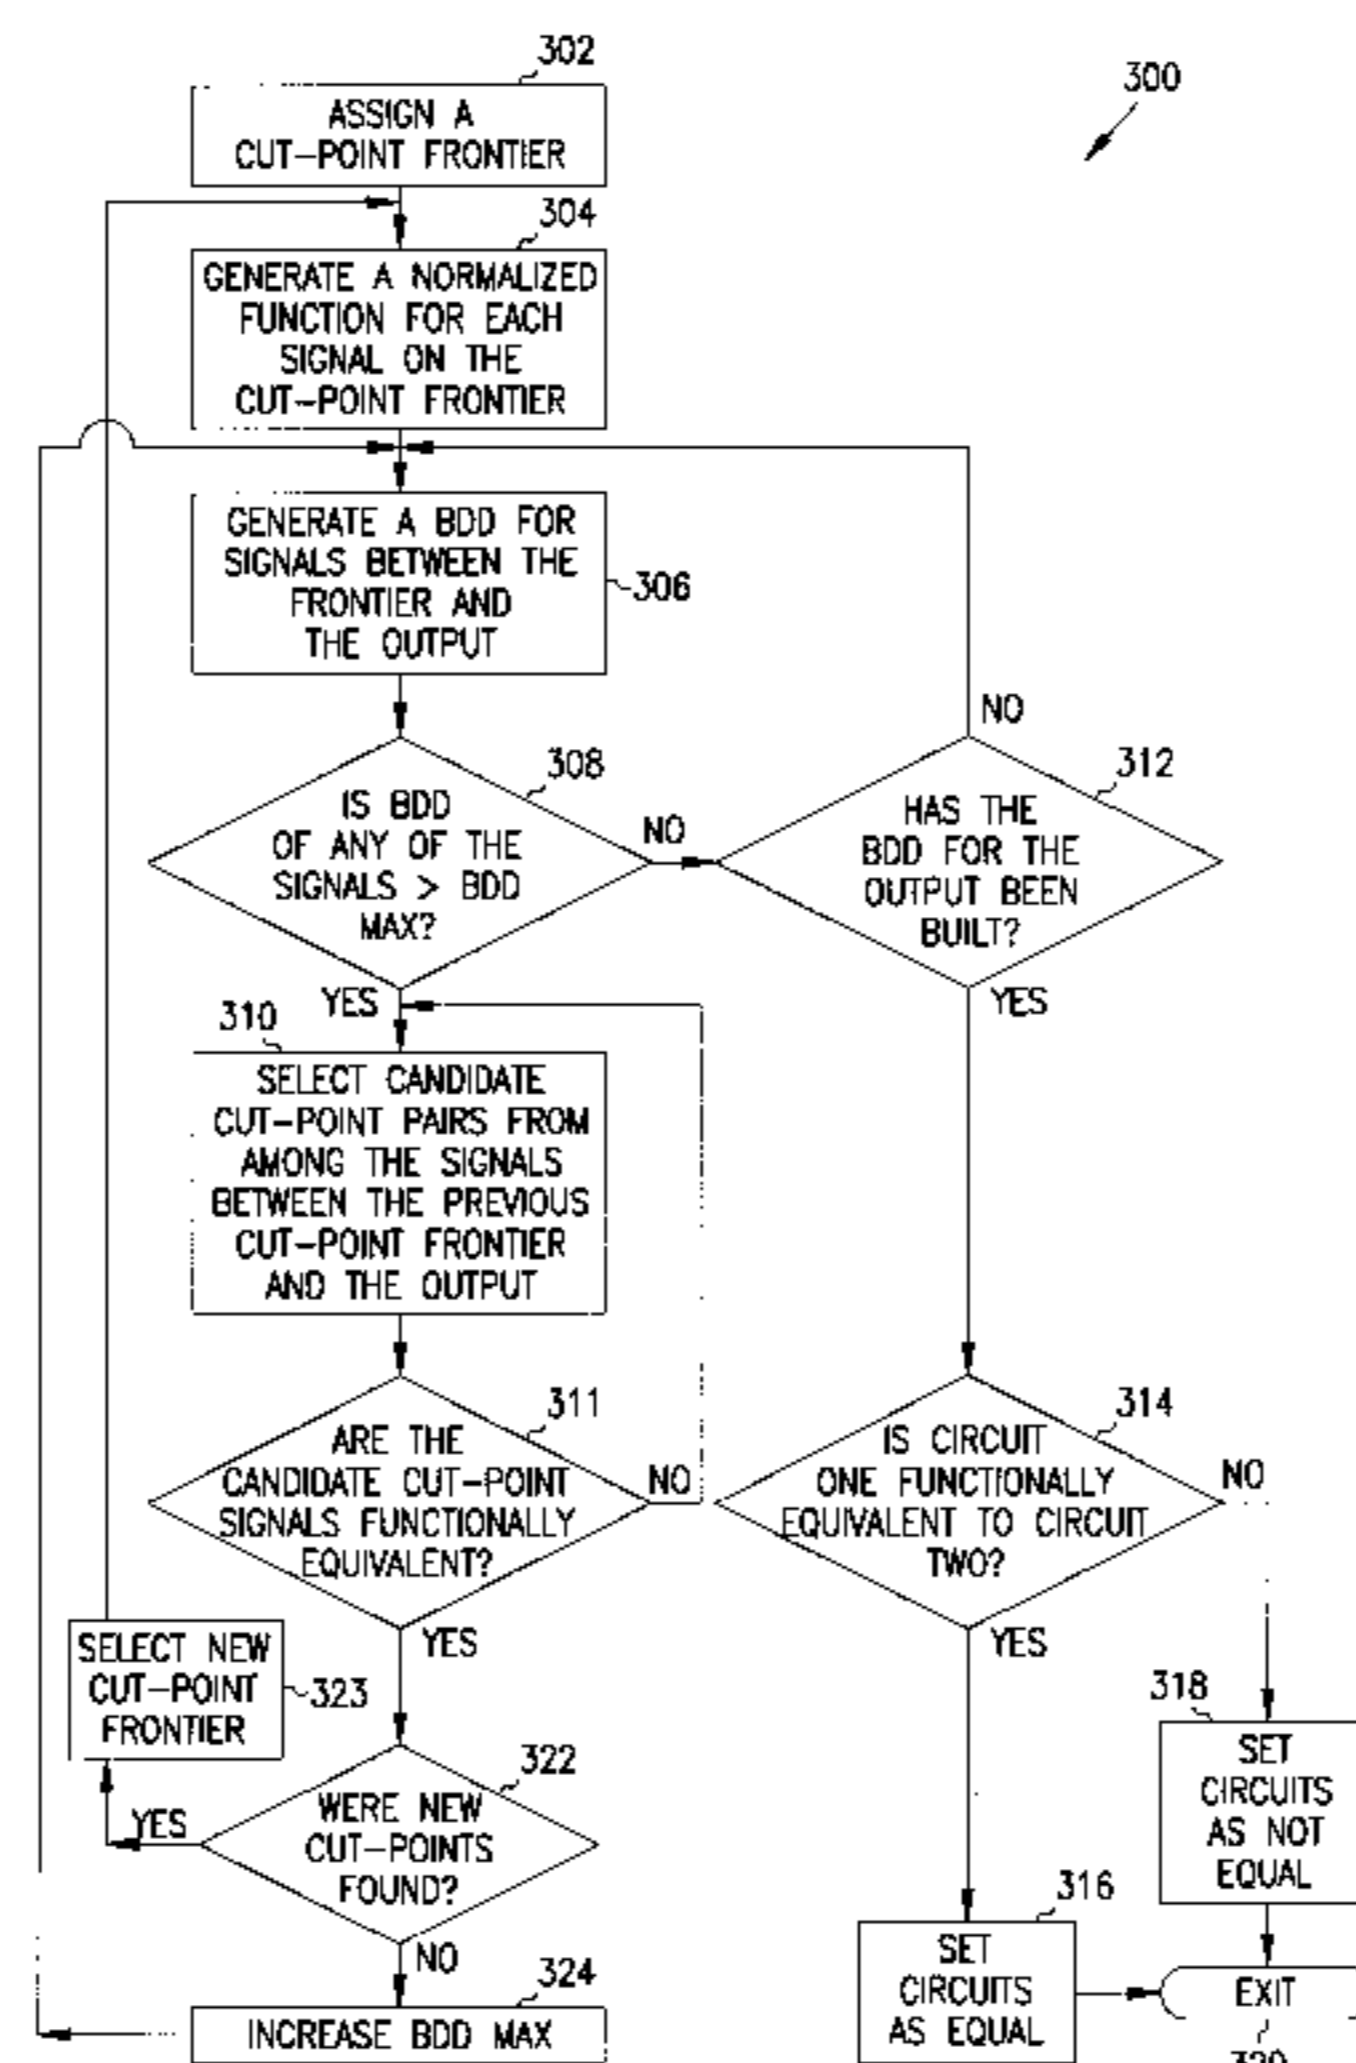 302
300
ASSIGN A
CUT-POINT FRONTIER
304
GENERATE A NORMALIZED
FUNCTION FOR EACH
SIGNAL ON THE
CUT-POINT FRONTIER
GENERATE A BDD FOR
SIGNALS BETWEEN THE
FRONTIER AND
THE OUTPUT
306
308
IS BDD
OF ANY OF THE
SIGNALS > BDD
MAX?
NO
YES
NO
312
HAS THE
BDD FOR THE
OUTPUT BEEN
BUILT?
YES
310
SELECT CANDIDATE
CUT-POINT PAIRS FROM
AMONG THE SIGNALS
BETWEEN THE PREVIOUS
CUT-POINT FRONTIER
AND THE OUTPUT
311
ARE THE
CANDIDATE CUT-POINT
SIGNALS FUNCTIONALLY
EQUIVALENT?
NO
YES
314
IS CIRCUIT
ONE FUNCTIONALLY
EQUIVALENT TO CIRCUIT
TWO?
NO
YES
SELECT NEW
CUT-POINT
FRONTIER
323
322
WERE NEW
CUT-POINTS
FOUND?
YES
NO
318
SET
CIRCUITS
AS NOT
EQUAL
316
SET
CIRCUITS
AS EQUAL
EXIT
324
INCREASE BDD MAX